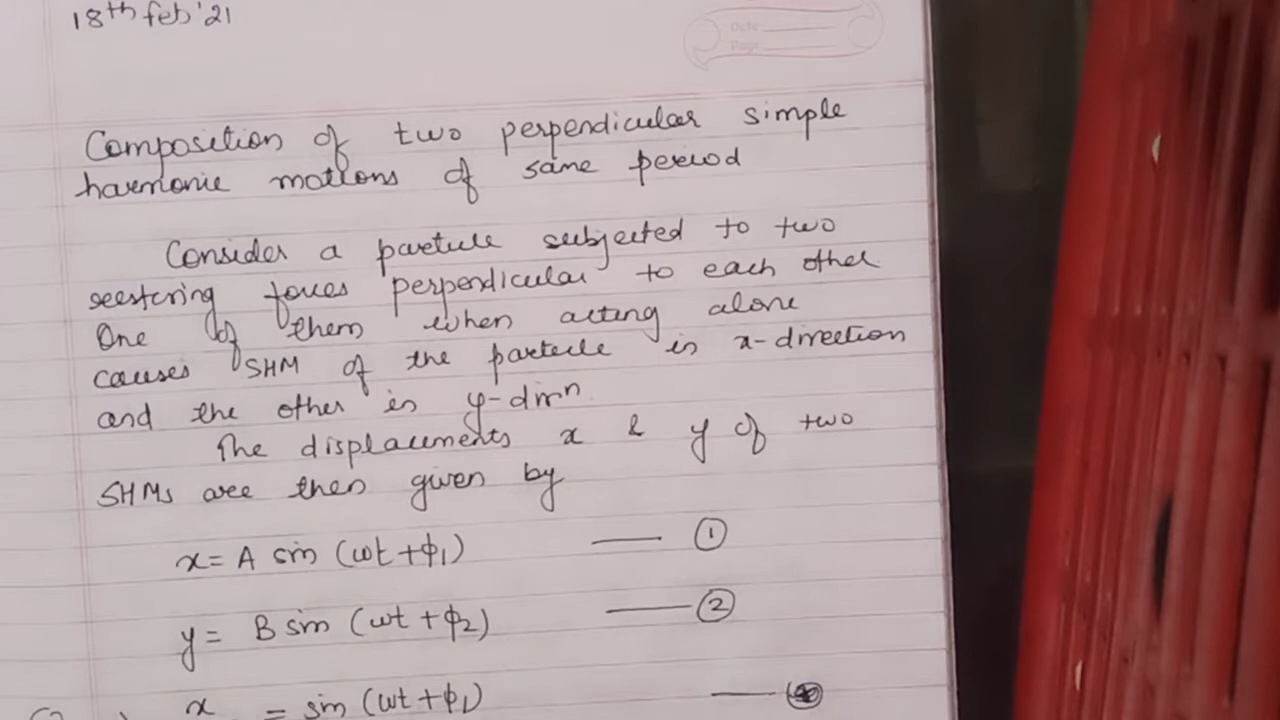 18th feb '21
Date
Page
Composition of two perpendicular simple
harmonic motions of same period
Consider a particle subjected to two
restoring forces perpendicular to each other
One of them when acting alone
causes SHM of the particle in x-direction
and the other in y-dirn
The displacements x & y of two
SHMs are then given by
x = A sin (ωt + ϕ1) —— ①
y = B sin (ωt + ϕ2) —— ②
x = sin (ωt + ϕ1) ——